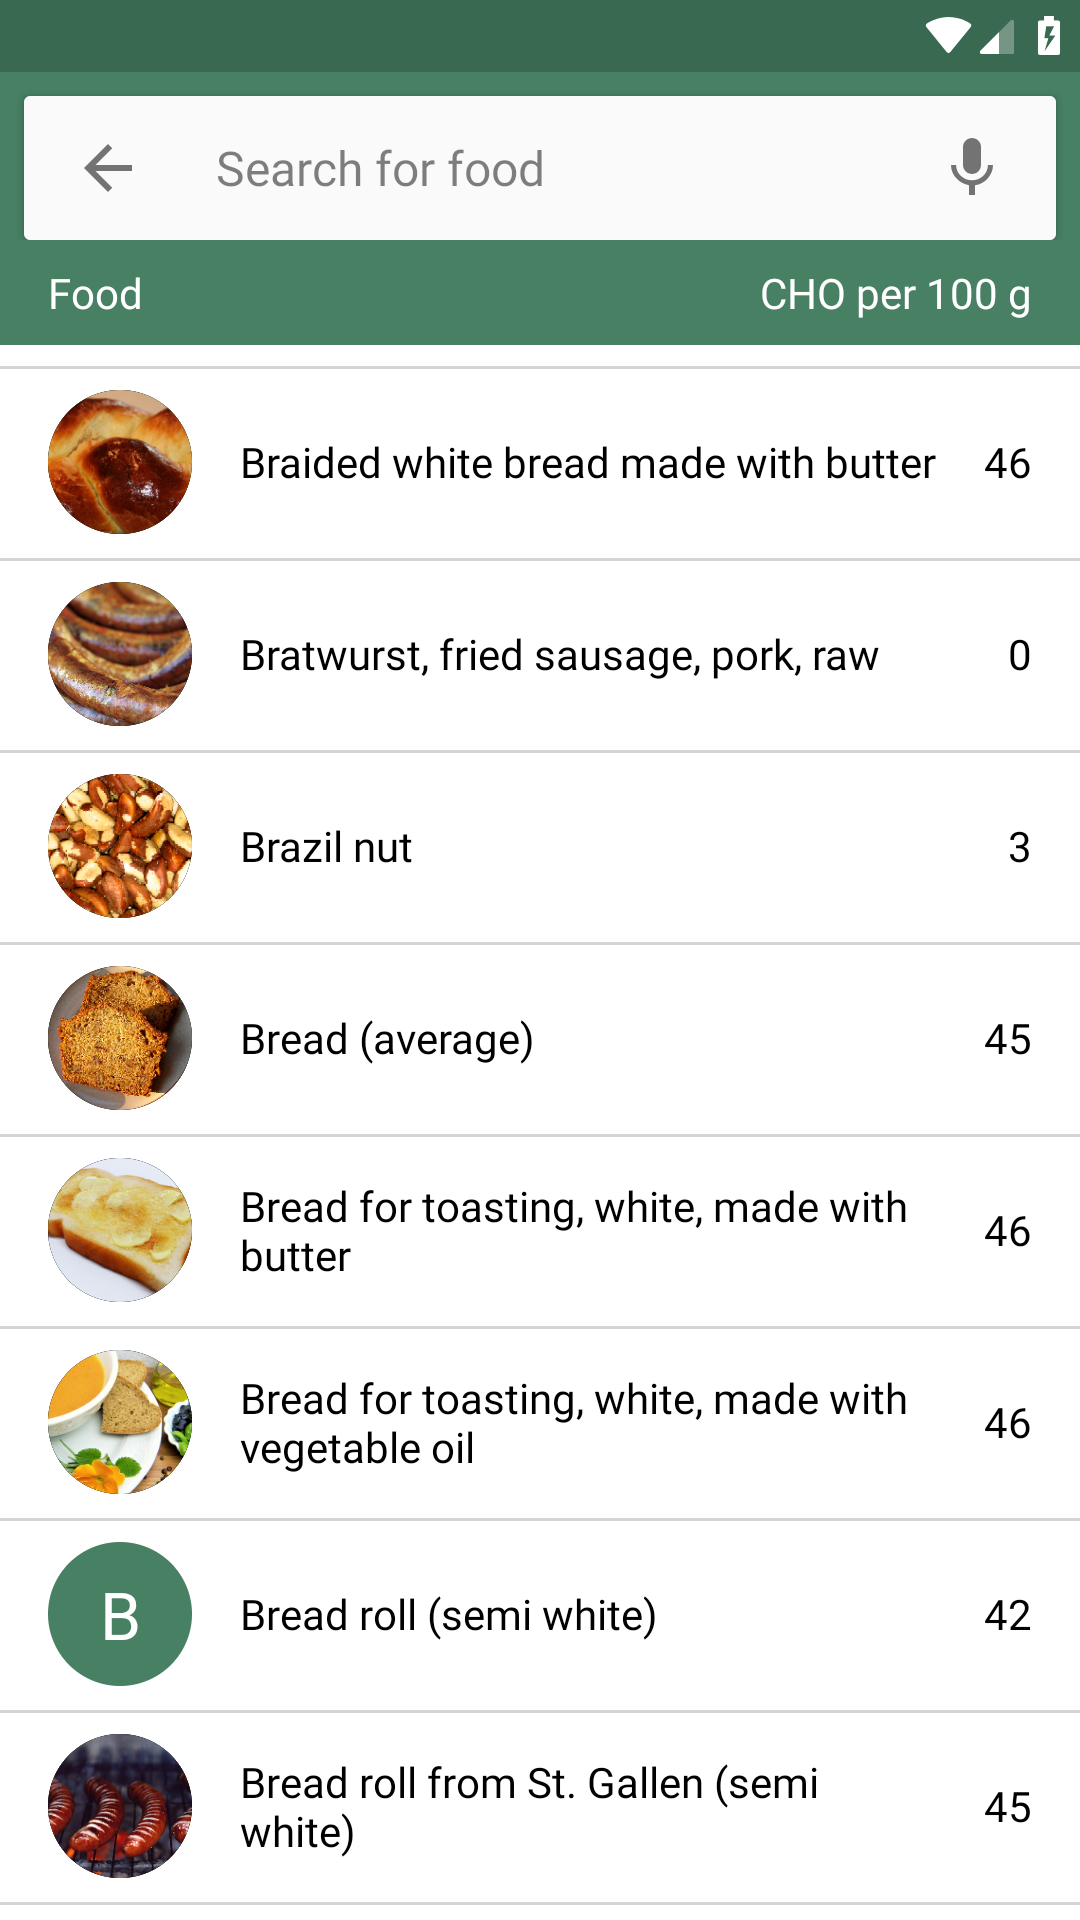 Search for food
Food CHO per 100 g
Braided white bread made with butter 46
Bratwurst, fried sausage, pork, raw 0
Brazil nut 3
Bread (average) 45
Bread for toasting, white, made with
butter 46
Bread for toasting, white, made with
vegetable oil 46
B Bread roll (semi white) 42
Bread roll from St. Gallen (semi
white) 45